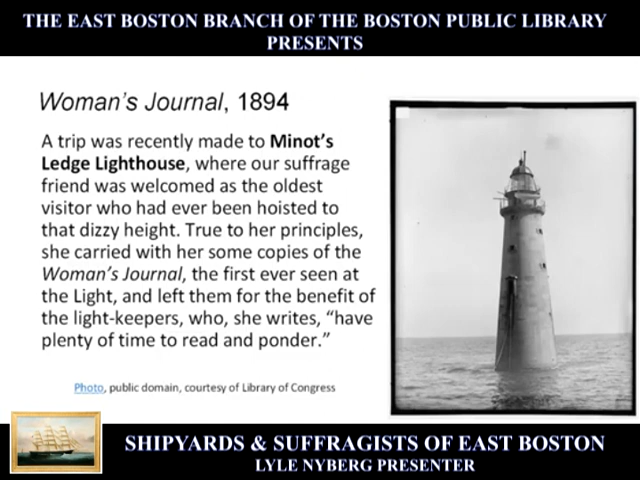 THE EAST BOSTON BRANCH OF THE BOSTON PUBLIC LIBRARY
PRESENTS
Woman's Journal, 1894
A trip was recently made to Minot's
Ledge Lighthouse, where our suffrage
friend was welcomed as the oldest
visitor who had ever been hoisted to
that dizzy height. True to her principles,
she carried with her some copies of the
Woman's Journal, the first ever seen at
the Light, and left them for the benefit of
the light-keepers, who, she writes, “have
plenty of time to read and ponder.”
Photo, public domain, courtesy of Library of Congress
SHIPYARDS & SUFFRAGISTS OF EAST BOSTON
LYLE NYBERG PRESENTER